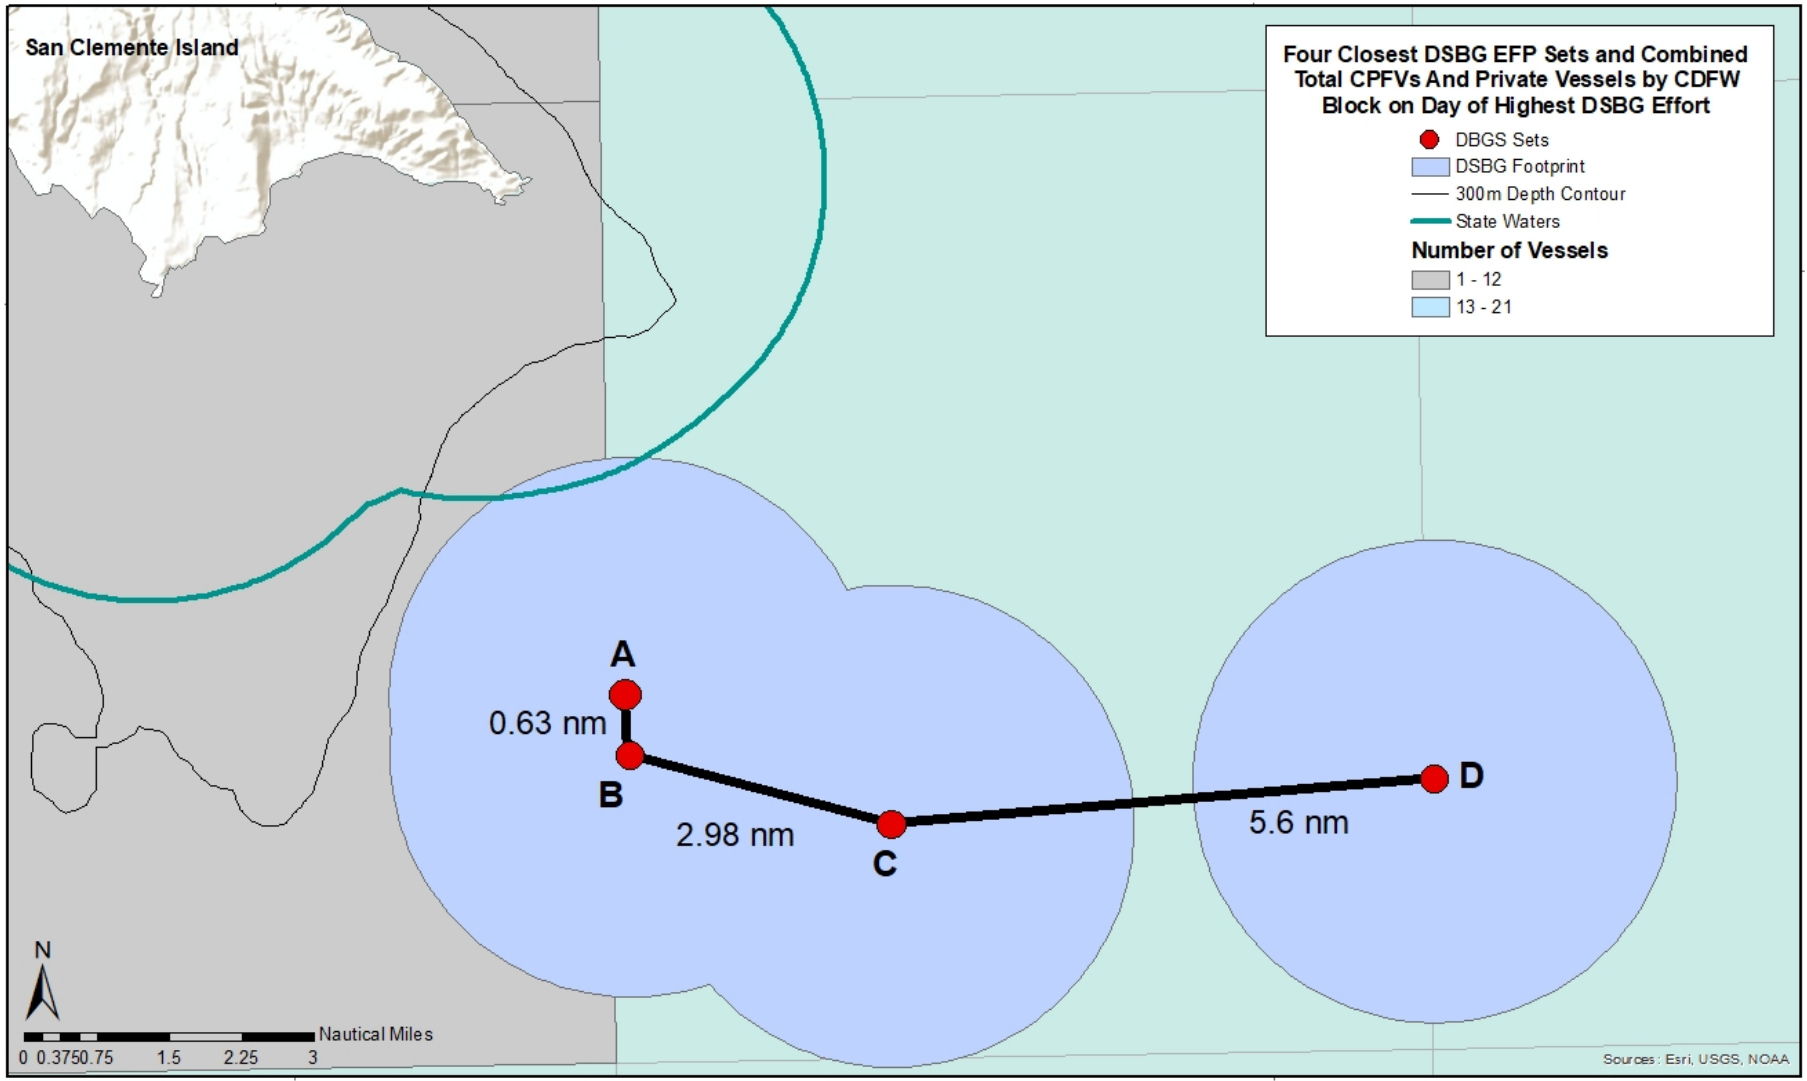 San Clemente Island
Four Closest DSBG EFP Sets and Combined
Total CPFVs And Private Vessels by CDFW
Block on Day of Highest DSBG Effort
DBGS Sets
DSBG Footprint
300m Depth Contour
State Waters
Number of Vessels
1 - 12
13 - 21
A
0.63 nm
B
2.98 nm
C
5.6 nm
D
N
Nautical Miles
0 0.375 0.75 1.5 2.25 3
Sources: Esri, USGS, NOAA